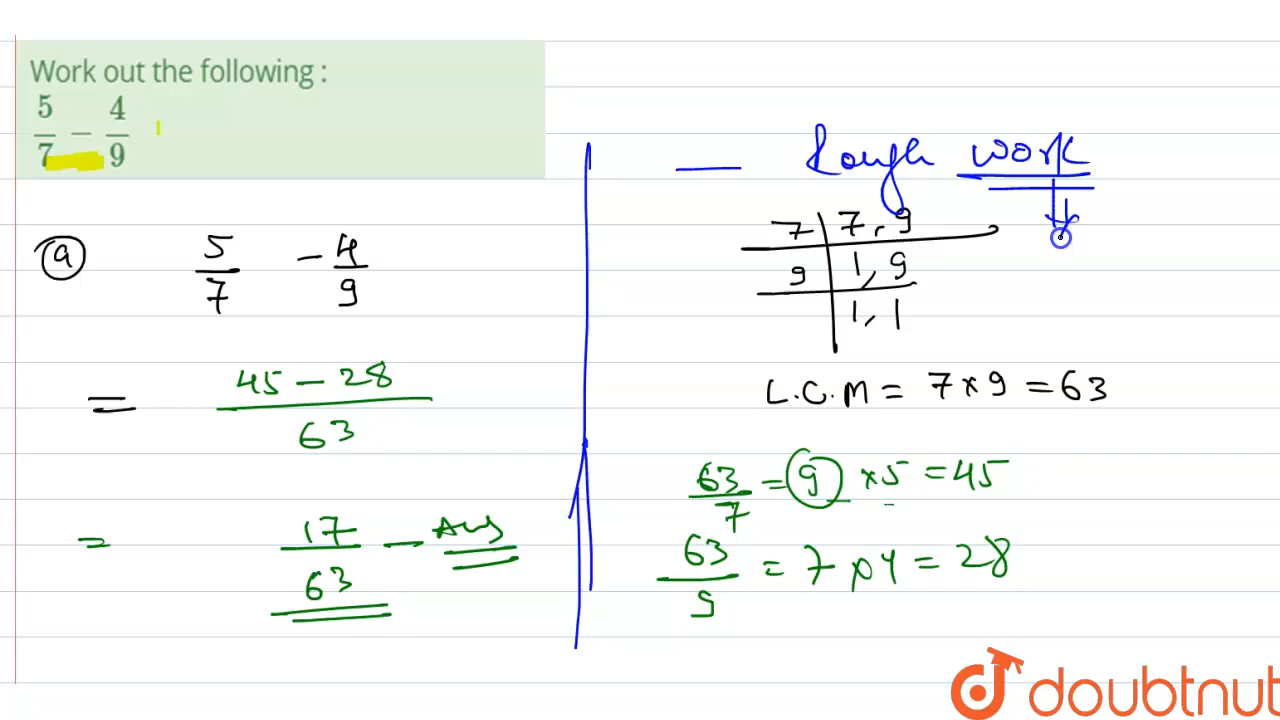 Work out the following :
5/7 - 4/9
(a) 5/7 - 4/9
= 45 - 28 / 63
= 17/63 - Ans
- Rough work
7 | 7, 9
9 | 1, 9
1, 1
L.C.M = 7 × 9 = 63
63/7 = 9 × 5 = 45
63/9 = 7 × 4 = 28
doubtnut